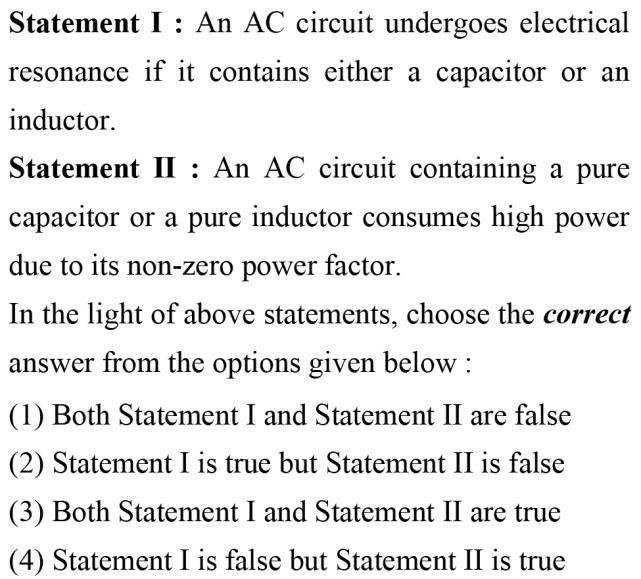 Statement I : An AC circuit undergoes electrical
resonance if it contains either a capacitor or an
inductor.
Statement II : An AC circuit containing a pure
capacitor or a pure inductor consumes high power
due to its non-zero power factor.
In the light of above statements, choose the correct
answer from the options given below :
(1) Both Statement I and Statement II are false
(2) Statement I is true but Statement II is false
(3) Both Statement I and Statement II are true
(4) Statement I is false but Statement II is true